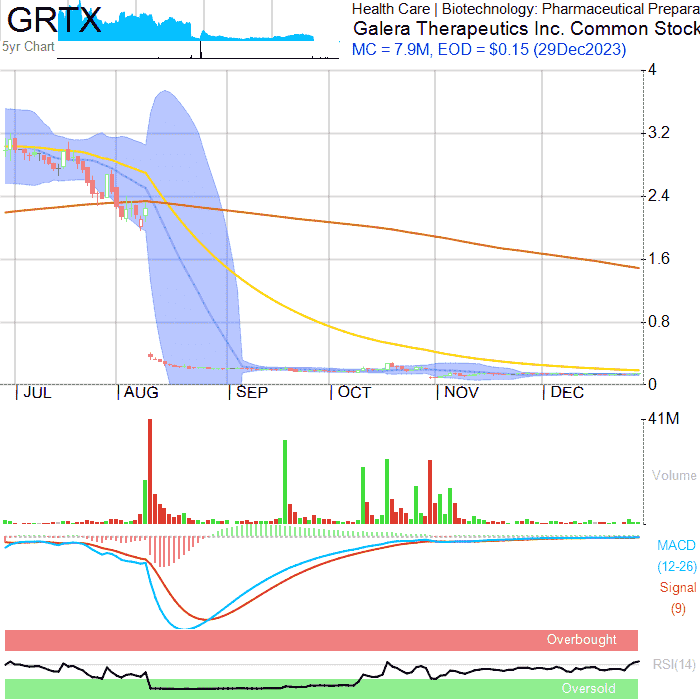 GRTX
Health Care | Biotechnology: Pharmaceutical Prepara
Galera Therapeutics Inc. Common Stock
5yr Chart
MC = 7.9M, EOD = $0.15 (29Dec2023)
4
3.2
2.4
1.6
0.8
0
JUL
AUG
SEP
OCT
NOV
DEC
41M
Volume
MACD
(12-26)
Signal
(9)
Overbought
RSI(14)
Oversold